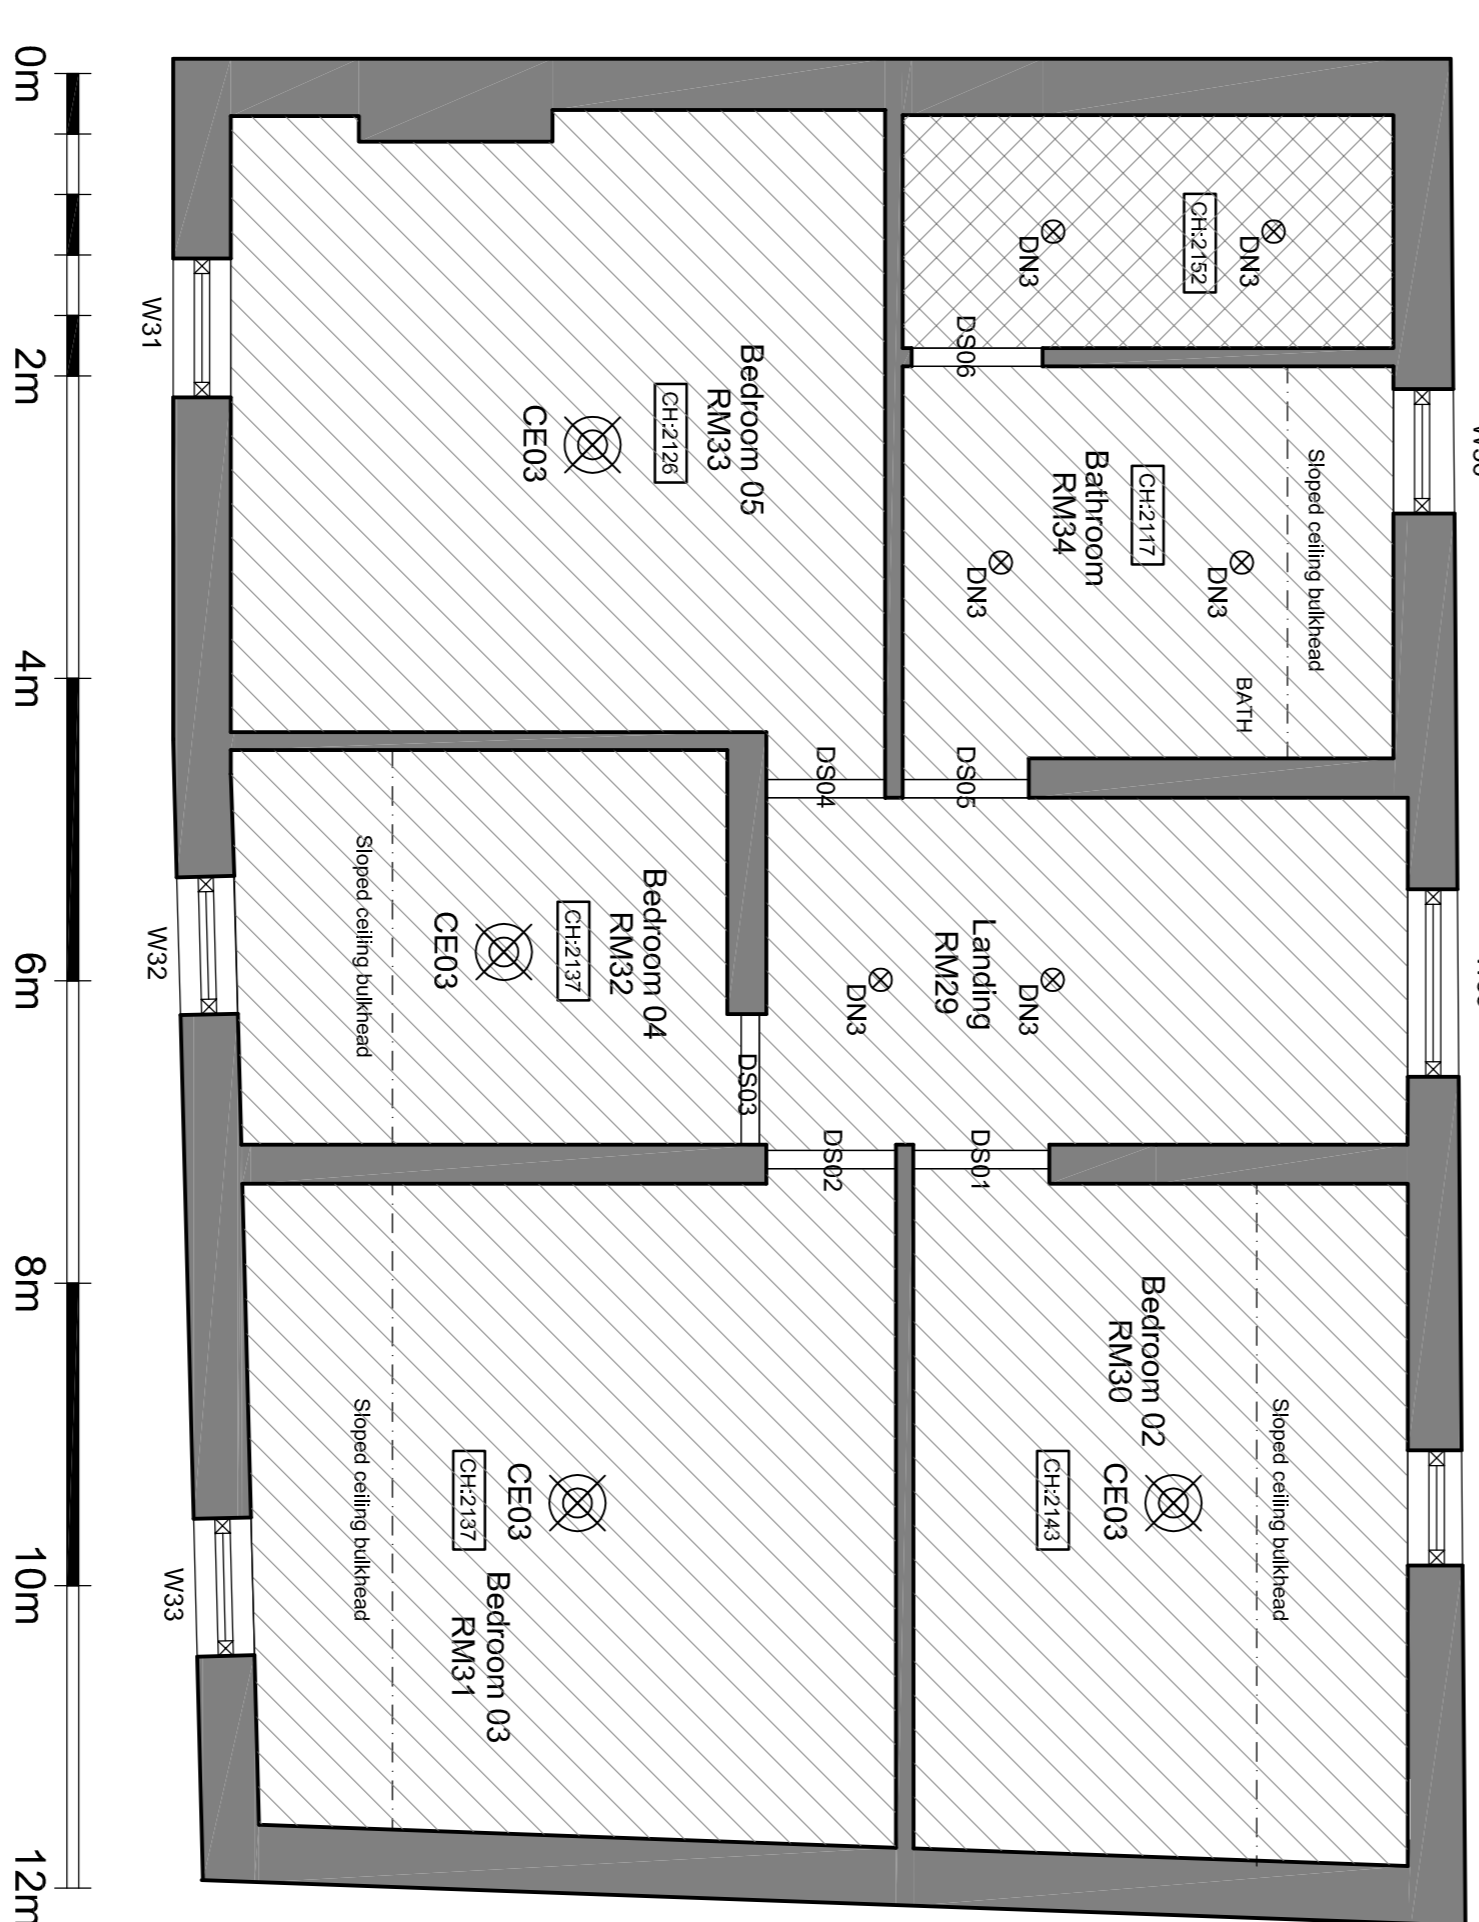 0m
2m
4m
6m
8m
10m
12m
W31
W32
W33
DN3
CH:2152
DN3
DS06
Sloped ceiling bulkhead
CH:2117
Bathroom
RM34
DN3
DN3
BATH
Bedroom 05
RM33
CH:2126
CE03
DS04
DS05
Landing
RM29
DN3
DN3
Bedroom 04
RM32
CH:2137
CE03
Sloped ceiling bulkhead
DS03
DS02
DS01
Sloped ceiling bulkhead
Bedroom 02
RM30
CE03
CH:2143
CE03
CH:2137
Bedroom 03
RM31
Sloped ceiling bulkhead